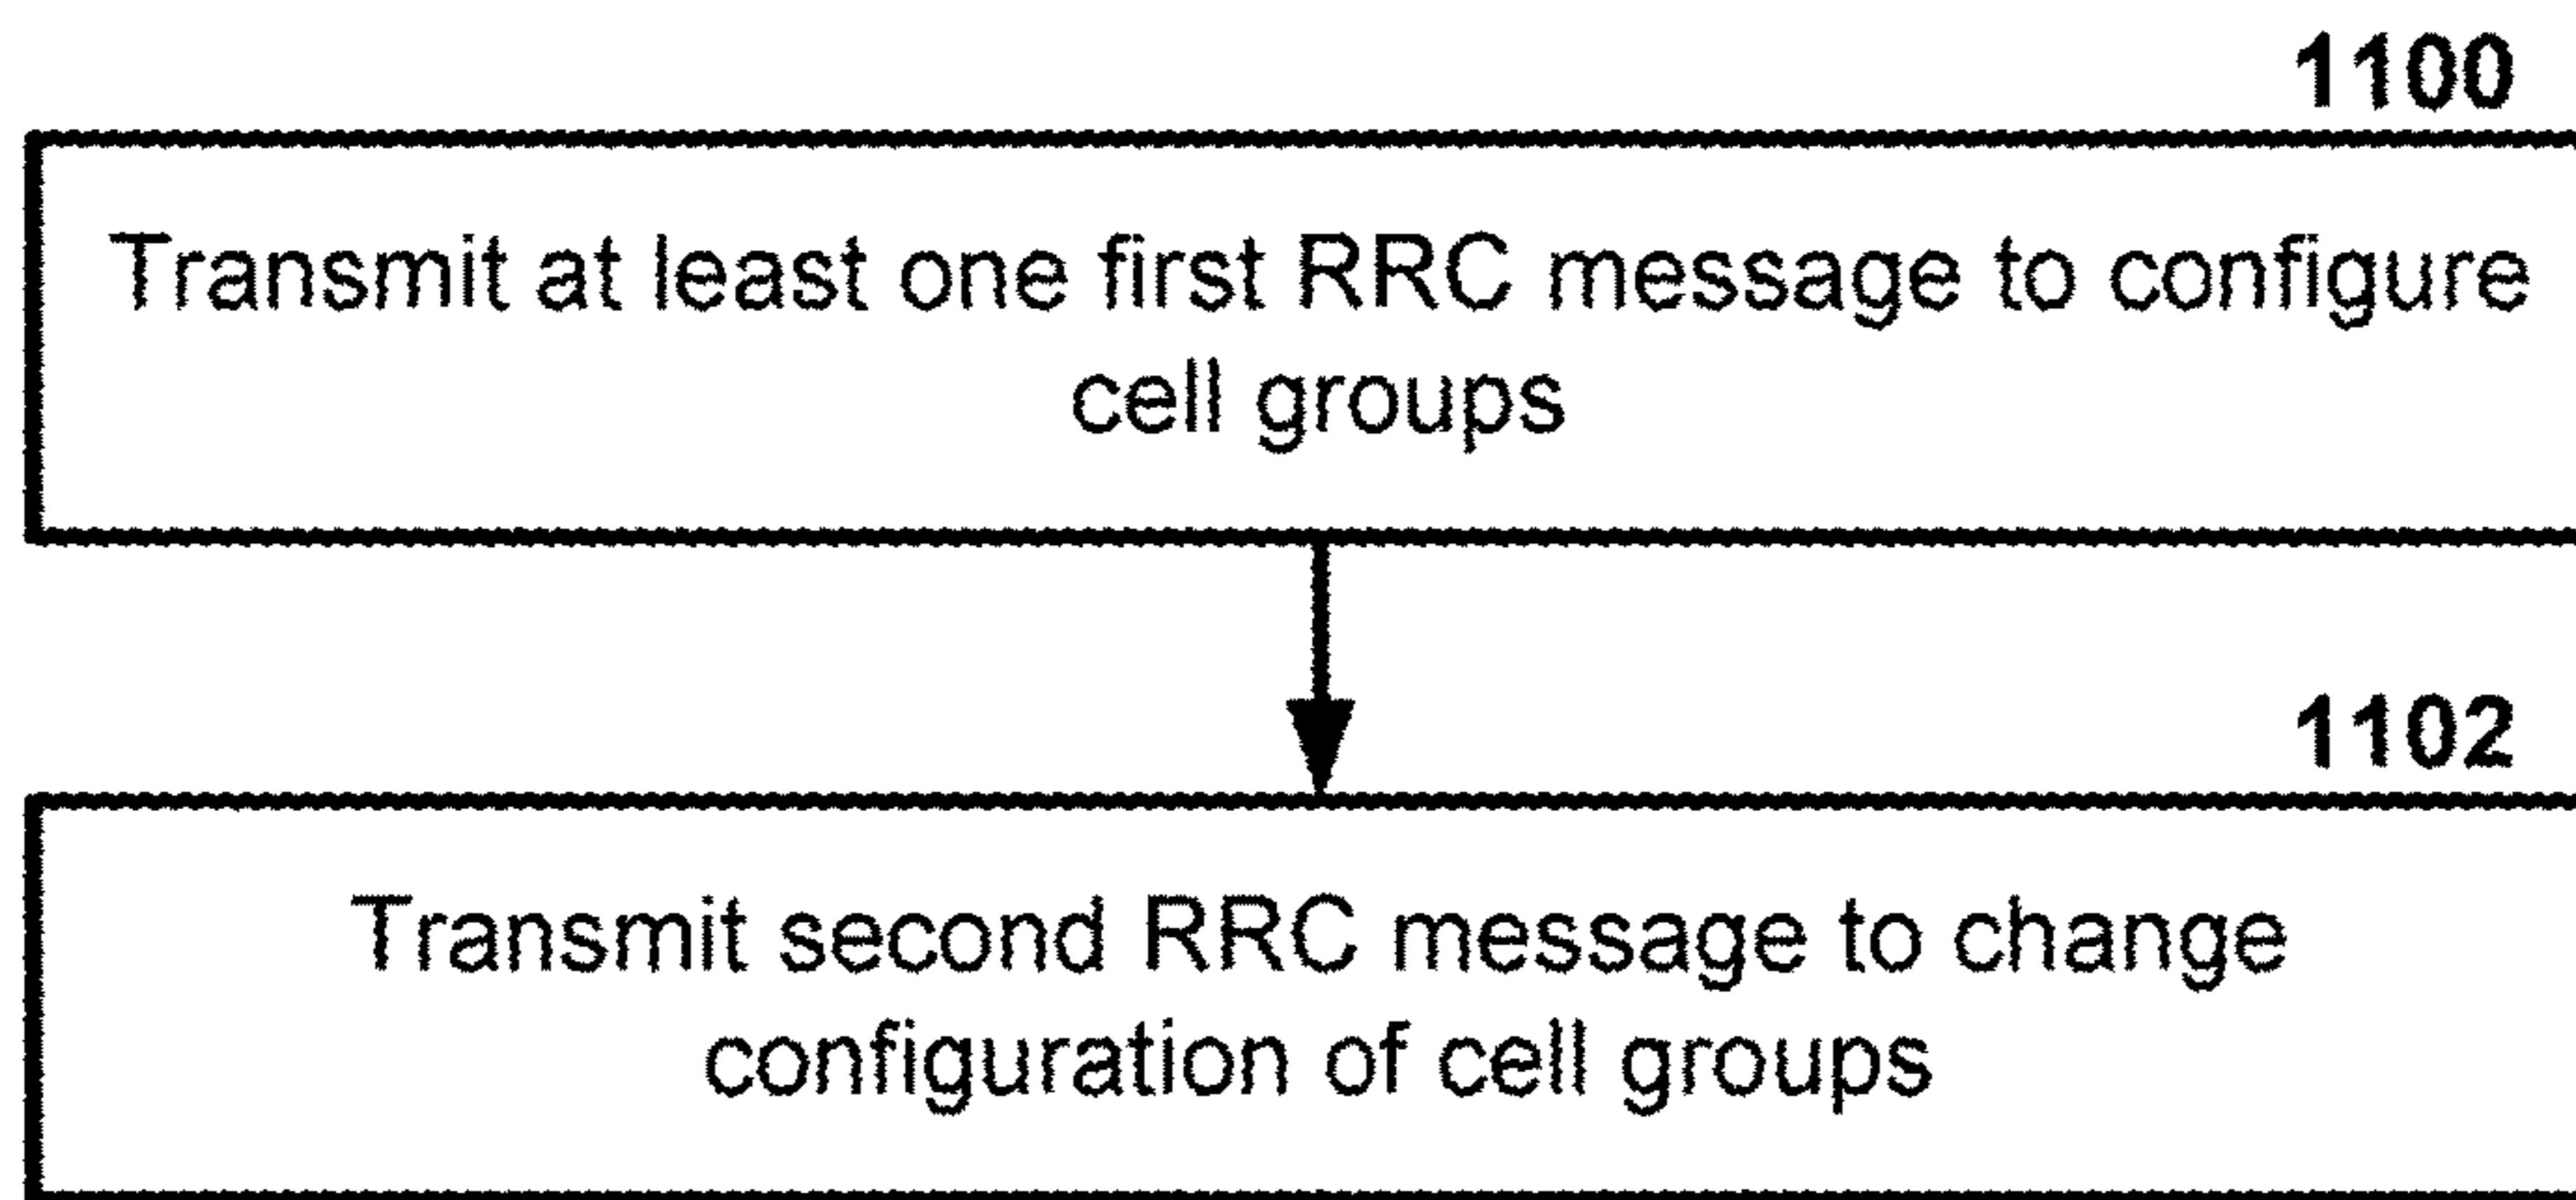 1100
Transmit at least one first RRC message to configure
cell groups
1102
Transmit second RRC message to change
configuration of cell groups